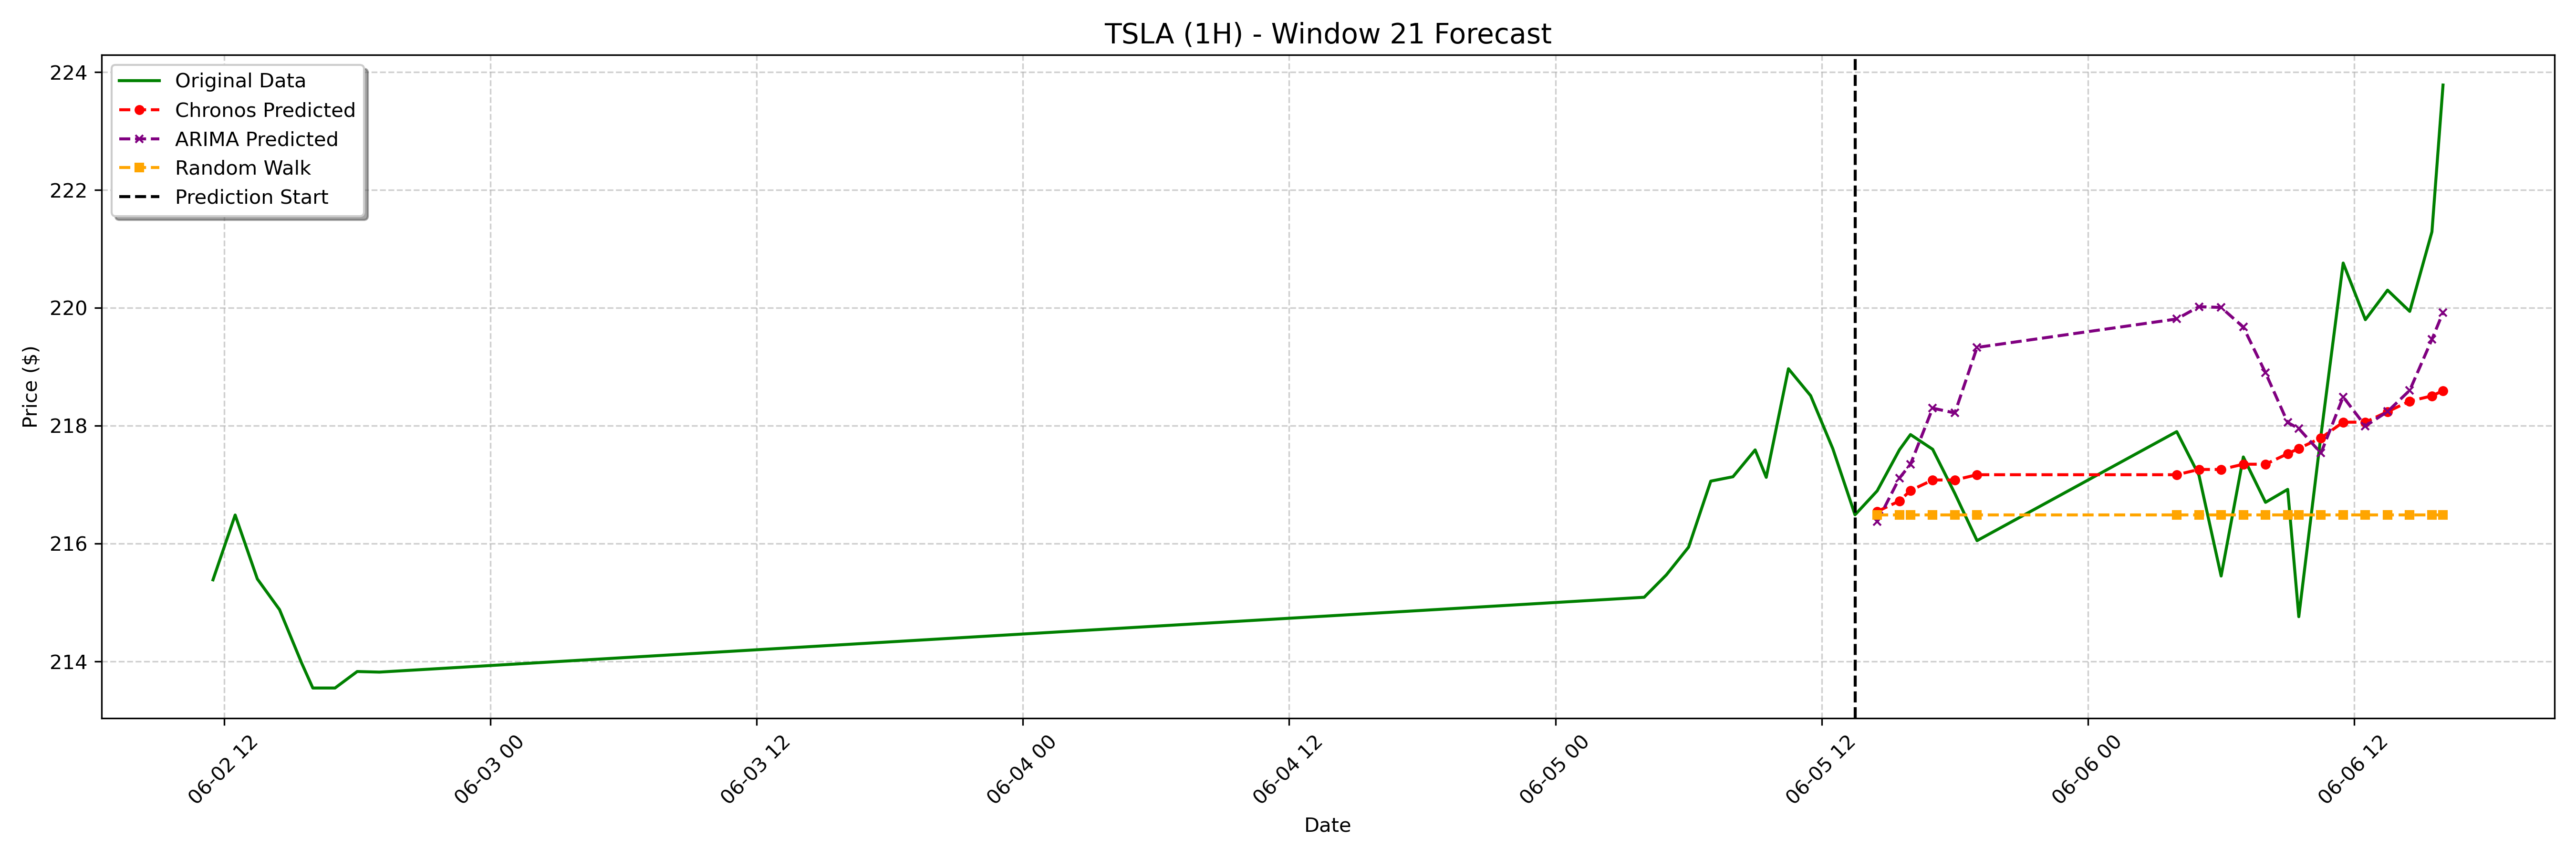 TSLA (1H) - Window 21 Forecast
Original Data
Chronos Predicted
ARIMA Predicted
Random Walk
Prediction Start
Price ($)
224
222
220
218
216
214
06-02 12
06-03 00
06-03 12
06-04 00
06-04 12
06-05 00
06-05 12
06-06 00
06-06 12
Date